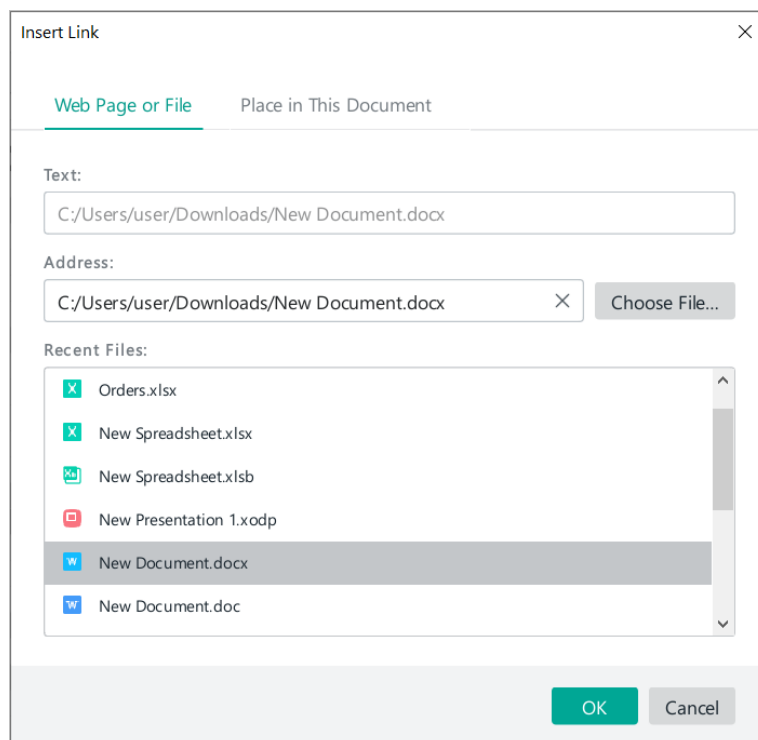 Insert Link
Web Page or File
Place in This Document
Text:
C:/Users/user/Downloads/New Document.docx
Address:
C:/Users/user/Downloads/New Document.docx
Choose File...
Recent Files:
Orders.xlsx
New Spreadsheet.xlsx
New Spreadsheet.xlsb
New Presentation 1.xodp
New Document.docx
New Document.doc
OK
Cancel